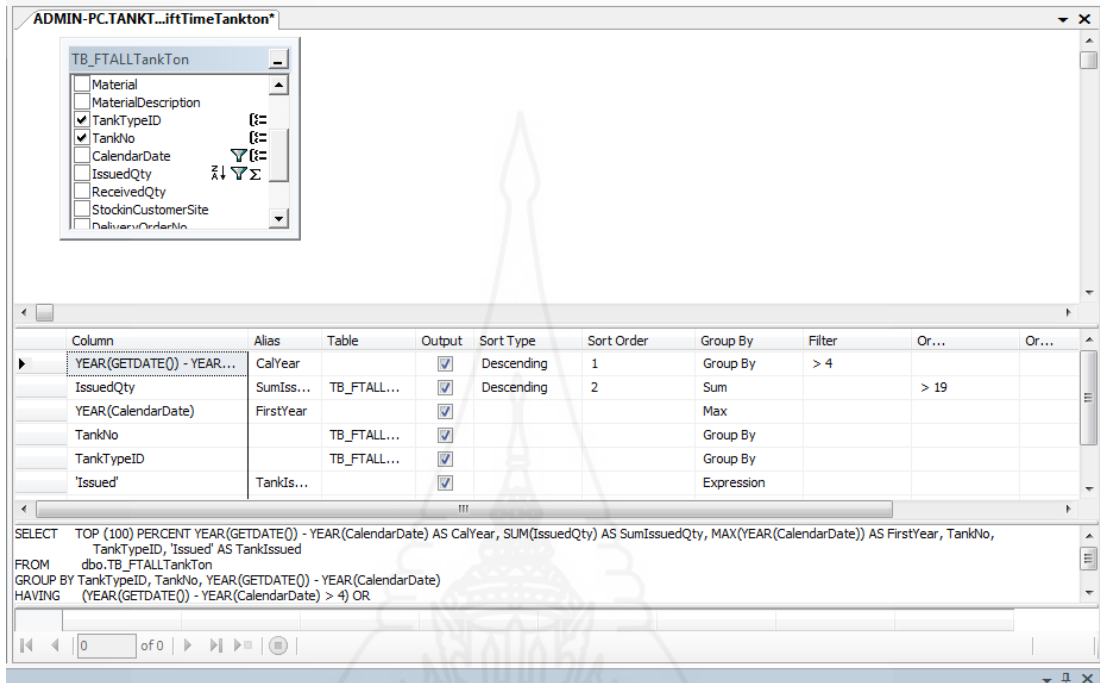 ADMIN-PC.TANKT...iftTimeTankton*
TB_FTALLTankTon
Material
MaterialDescription
TankTypeID
TankNo
CalendarDate
IssuedQty
ReceivedQty
StockinCustomerSite
DeliveryOrderNo
Column Alias Table Output Sort Type Sort Order Group By Filter Or... Or...
YEAR(GETDATE()) - YEAR... CalYear Descending 1 Group By > 4
IssuedQty SumIss... TB_FTALL... Descending 2 Sum > 19
YEAR(CalendarDate) FirstYear Max
TankNo TB_FTALL... Group By
TankTypeID TB_FTALL... Group By
'Issued' TankIs... Expression
SELECT TOP (100) PERCENT YEAR(GETDATE()) - YEAR(CalendarDate) AS CalYear, SUM(IssuedQty) AS SumIssuedQty, MAX(YEAR(CalendarDate)) AS FirstYear, TankNo,
TankTypeID, 'Issued' AS TankIssued
FROM dbo.TB_FTALLTankTon
GROUP BY TankTypeID, TankNo, YEAR(GETDATE()) - YEAR(CalendarDate)
HAVING (YEAR(GETDATE()) - YEAR(CalendarDate) > 4) OR
0 of 0